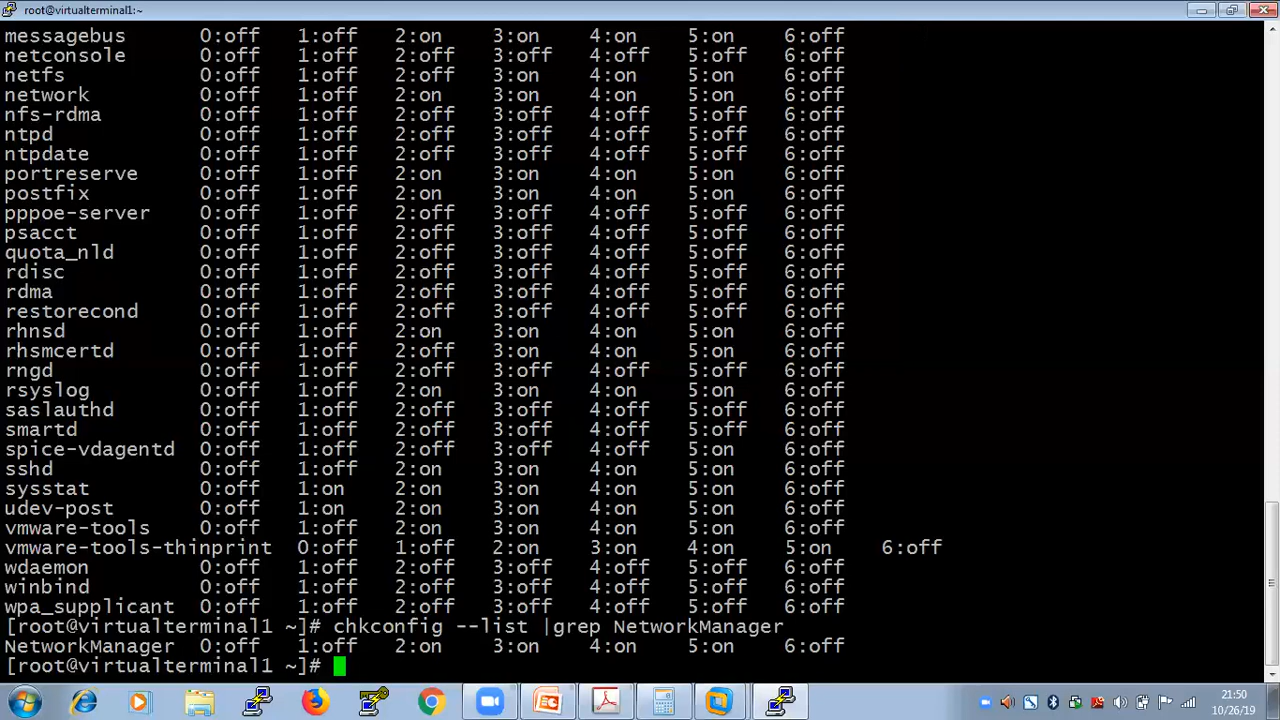 root@virtualterminal1:~
messagebus 0:off 1:off 2:on 3:on 4:on 5:on 6:off
netconsole 0:off 1:off 2:off 3:off 4:off 5:off 6:off
netfs 0:off 1:off 2:off 3:on 4:on 5:on 6:off
network 0:off 1:off 2:on 3:on 4:on 5:on 6:off
nfs-rdma 0:off 1:off 2:off 3:off 4:off 5:off 6:off
ntpd 0:off 1:off 2:off 3:off 4:off 5:off 6:off
ntpdate 0:off 1:off 2:off 3:off 4:off 5:off 6:off
portreserve 0:off 1:off 2:on 3:on 4:on 5:on 6:off
postfix 0:off 1:off 2:on 3:on 4:on 5:on 6:off
pppoe-server 0:off 1:off 2:off 3:off 4:off 5:off 6:off
psacct 0:off 1:off 2:off 3:off 4:off 5:off 6:off
quota_nld 0:off 1:off 2:off 3:off 4:off 5:off 6:off
rdisc 0:off 1:off 2:off 3:off 4:off 5:off 6:off
rdma 0:off 1:off 2:off 3:off 4:off 5:off 6:off
restorecond 0:off 1:off 2:off 3:off 4:off 5:off 6:off
rhnsd 0:off 1:off 2:on 3:on 4:on 5:on 6:off
rhsmcertd 0:off 1:off 2:off 3:on 4:on 5:on 6:off
rngd 0:off 1:off 2:off 3:off 4:off 5:off 6:off
rsyslog 0:off 1:off 2:on 3:on 4:on 5:on 6:off
saslauthd 0:off 1:off 2:off 3:off 4:off 5:off 6:off
smartd 0:off 1:off 2:off 3:off 4:off 5:off 6:off
spice-vdagentd 0:off 1:off 2:off 3:off 4:off 5:on 6:off
sshd 0:off 1:off 2:on 3:on 4:on 5:on 6:off
sysstat 0:off 1:on 2:on 3:on 4:on 5:on 6:off
udev-post 0:off 1:on 2:on 3:on 4:on 5:on 6:off
vmware-tools 0:off 1:off 2:on 3:on 4:on 5:on 6:off
vmware-tools-thinprint 0:off 1:off 2:on 3:on 4:on 5:on 6:off
wdaemon 0:off 1:off 2:off 3:off 4:off 5:off 6:off
winbind 0:off 1:off 2:off 3:off 4:off 5:off 6:off
wpa_supplicant 0:off 1:off 2:off 3:off 4:off 5:off 6:off
[root@virtualterminal1 ~]# chkconfig --list |grep NetworkManager
NetworkManager 0:off 1:off 2:on 3:on 4:on 5:on 6:off
[root@virtualterminal1 ~]#
21:50
10/26/19